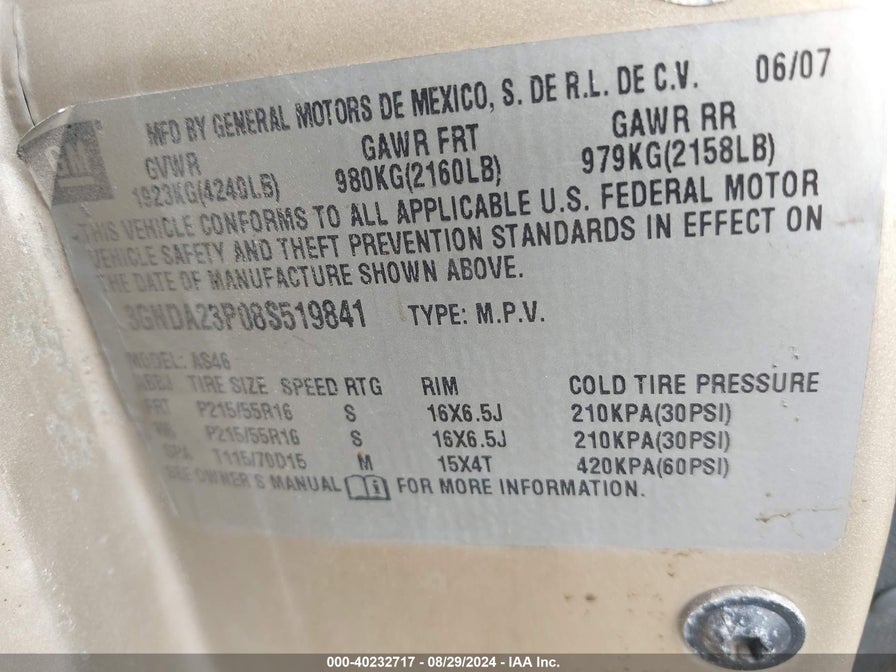 GM
MFD BY GENERAL MOTORS DE MEXICO, S. DE R.L. DE C.V. 06/07
GVWR GAWR FRT GAWR RR
1923KG(4240LB) 980KG(2160LB) 979KG(2158LB)
THIS VEHICLE CONFORMS TO ALL APPLICABLE U.S. FEDERAL MOTOR
VEHICLE SAFETY AND THEFT PREVENTION STANDARDS IN EFFECT ON
THE DATE OF MANUFACTURE SHOWN ABOVE.
3GNDA23P08S519841 TYPE: M.P.V.
MODEL: AS46
TIRE SIZE SPEED RTG RIM COLD TIRE PRESSURE
FRT P215/55R16 S 16X6.5J 210KPA(30PSI)
P215/55R16 S 16X6.5J 210KPA(30PSI)
SPA T115/70D15 M 15X4T 420KPA(60PSI)
SEE OWNER'S MANUAL FOR MORE INFORMATION.
000-40232717 - 08/29/2024 - IAA Inc.